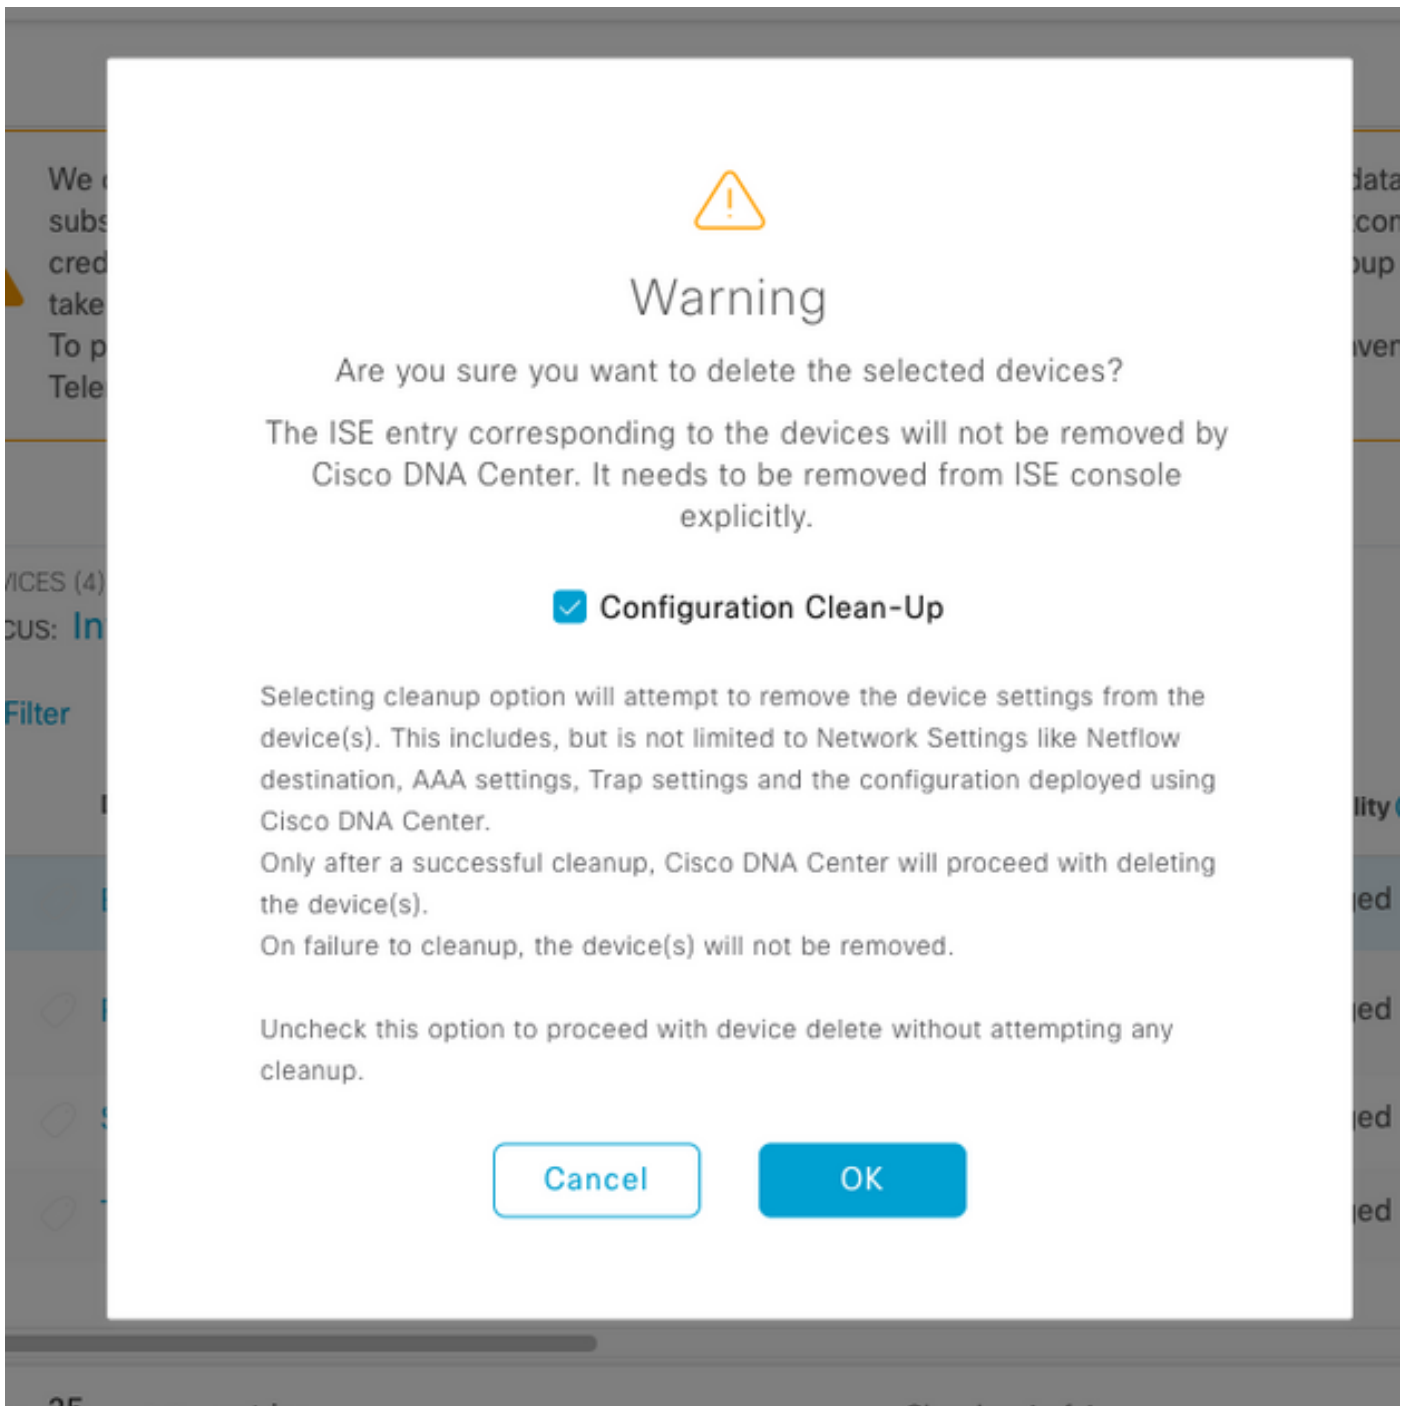 Warning
Are you sure you want to delete the selected devices?
The ISE entry corresponding to the devices will not be removed by
Cisco DNA Center. It needs to be removed from ISE console
explicitly.
Configuration Clean-Up
Selecting cleanup option will attempt to remove the device settings from the
device(s). This includes, but is not limited to Network Settings like Netflow
destination, AAA settings, Trap settings and the configuration deployed using
Cisco DNA Center.
Only after a successful cleanup, Cisco DNA Center will proceed with deleting
the device(s).
On failure to cleanup, the device(s) will not be removed.
Uncheck this option to proceed with device delete without attempting any
cleanup.
Cancel
OK
We
take
To
(4)
Filter